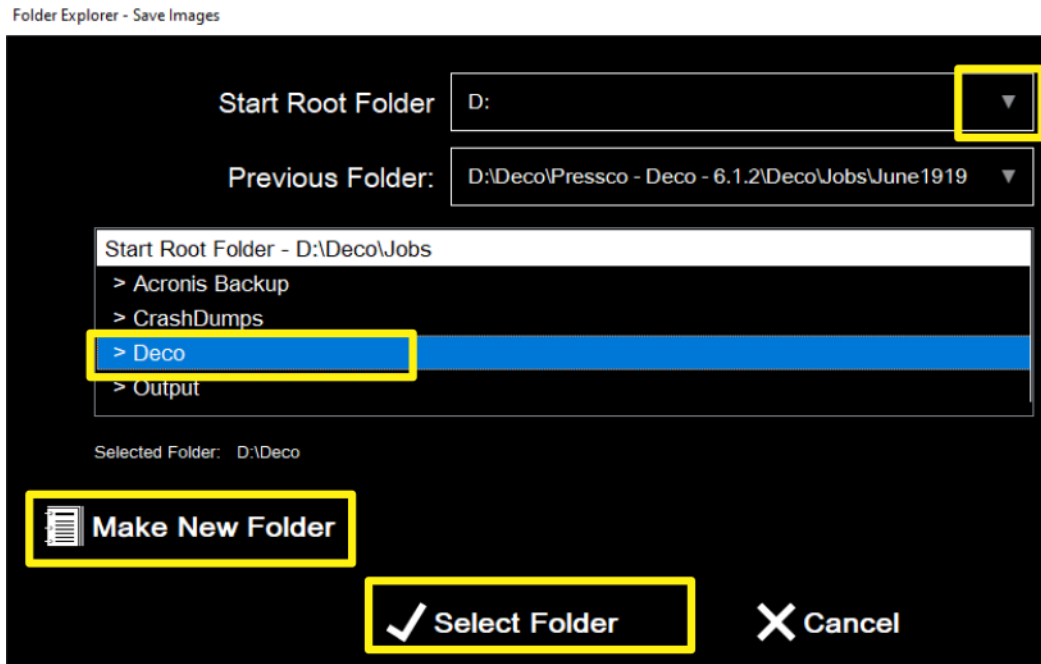 Folder Explorer - Save Images
Start Root Folder D:
Previous Folder: D:\Deco\Pressco - Deco - 6.1.2\Deco\Jobs\June1919
Start Root Folder - D:\Deco\Jobs
> Acronis Backup
> CrashDumps
> Deco
> Output
Selected Folder: D:\Deco
Make New Folder
Select Folder Cancel